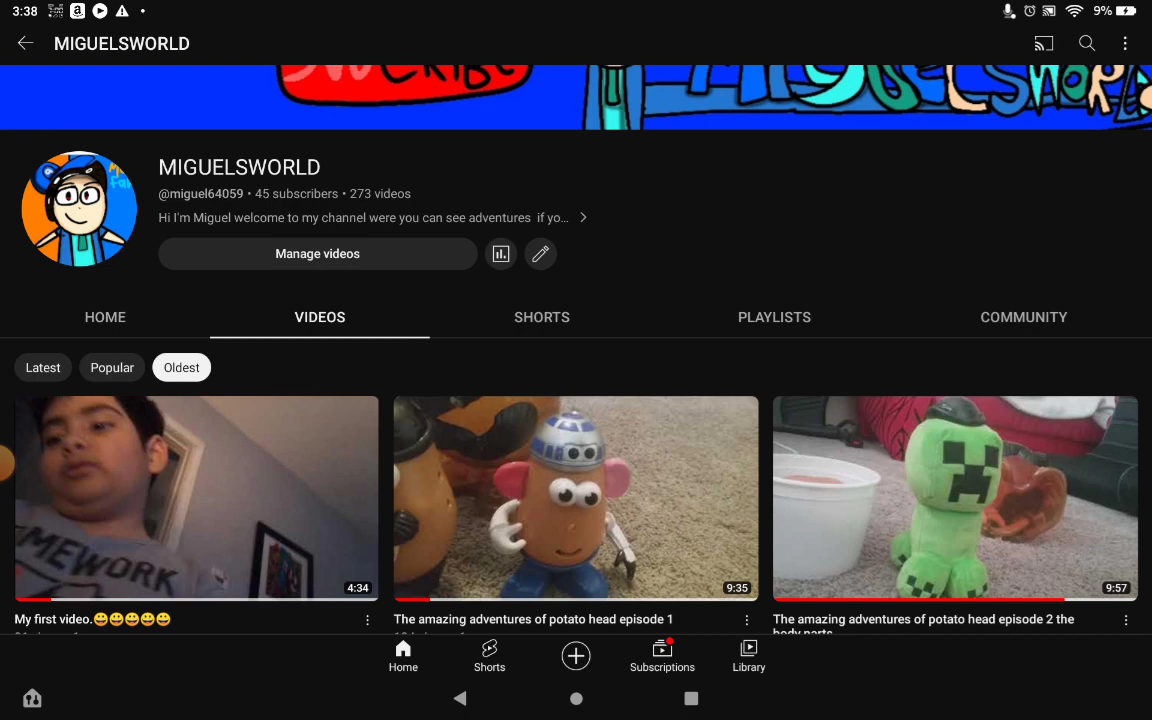 3:38
9%
MIGUELSWORLD
MIGUELSWORLD
@miguel64059 • 45 subscribers • 273 videos
Hi I'm Miguel welcome to my channel were you can see adventures if yo...
Manage videos
HOME VIDEOS SHORTS PLAYLISTS COMMUNITY
Latest Popular Oldest
EMEWORK
4:34 9:35 9:57
My first video.😀😀😀😀😀
The amazing adventures of potato head episode 1
The amazing adventures of potato head episode 2 the
body parts
Home Shorts Subscriptions Library